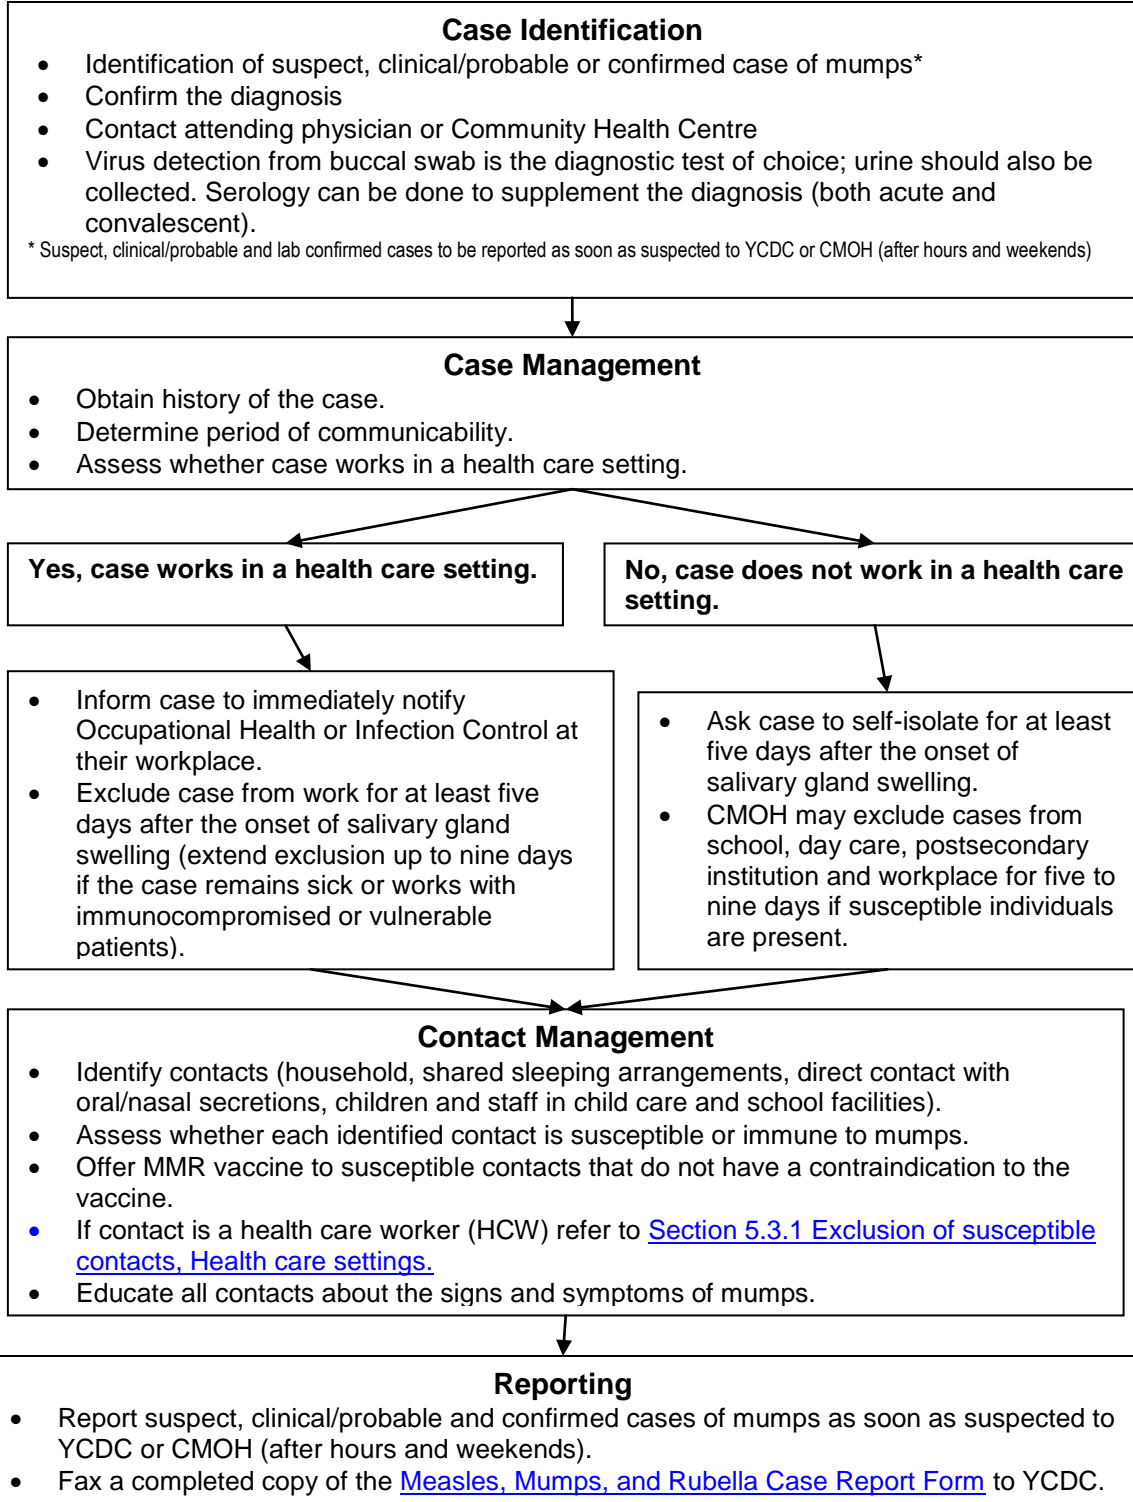 Case Identification
• Identification of suspect, clinical/probable or confirmed case of mumps*
• Confirm the diagnosis
• Contact attending physician or Community Health Centre
• Virus detection from buccal swab is the diagnostic test of choice; urine should also be
collected. Serology can be done to supplement the diagnosis (both acute and
convalescent).
* Suspect, clinical/probable and lab confirmed cases to be reported as soon as suspected to YCDC or CMOH (after hours and weekends)
Case Management
• Obtain history of the case.
• Determine period of communicability.
• Assess whether case works in a health care setting.
Yes, case works in a health care setting.
No, case does not work in a health care
setting.
• Inform case to immediately notify
Occupational Health or Infection Control at
their workplace.
• Exclude case from work for at least five
days after the onset of salivary gland
swelling (extend exclusion up to nine days
if the case remains sick or works with
immunocompromised or vulnerable
patients).
• Ask case to self-isolate for at least
five days after the onset of
salivary gland swelling.
• CMOH may exclude cases from
school, day care, postsecondary
institution and workplace for five to
nine days if susceptible individuals
are present.
Contact Management
• Identify contacts (household, shared sleeping arrangements, direct contact with
oral/nasal secretions, children and staff in child care and school facilities).
• Assess whether each identified contact is susceptible or immune to mumps.
• Offer MMR vaccine to susceptible contacts that do not have a contraindication to the
vaccine.
• If contact is a health care worker (HCW) refer to Section 5.3.1 Exclusion of susceptible
contacts, Health care settings.
• Educate all contacts about the signs and symptoms of mumps.
Reporting
• Report suspect, clinical/probable and confirmed cases of mumps as soon as suspected to
YCDC or CMOH (after hours and weekends).
• Fax a completed copy of the Measles, Mumps, and Rubella Case Report Form to YCDC.